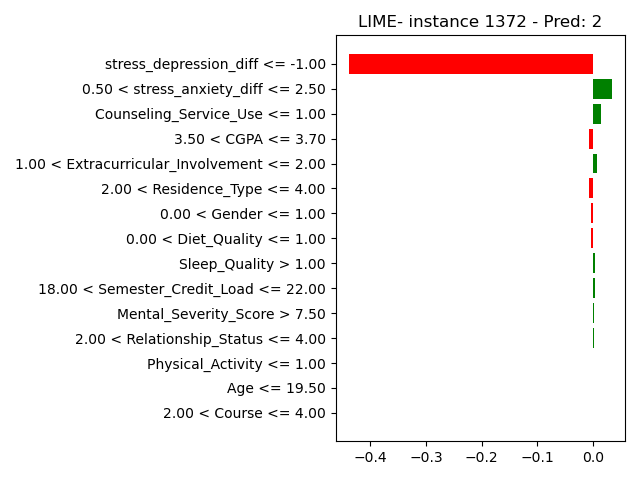 LIME- instance 1372 - Pred: 2
stress_depression_diff <= -1.00
0.50 < stress_anxiety_diff <= 2.50
Counseling_Service_Use <= 1.00
3.50 < CGPA <= 3.70
1.00 < Extracurricular_Involvement <= 2.00
2.00 < Residence_Type <= 4.00
0.00 < Gender <= 1.00
0.00 < Diet_Quality <= 1.00
Sleep_Quality > 1.00
18.00 < Semester_Credit_Load <= 22.00
Mental_Severity_Score > 7.50
2.00 < Relationship_Status <= 4.00
Physical_Activity <= 1.00
Age <= 19.50
2.00 < Course <= 4.00
−0.4 −0.3 −0.2 −0.1 0.0